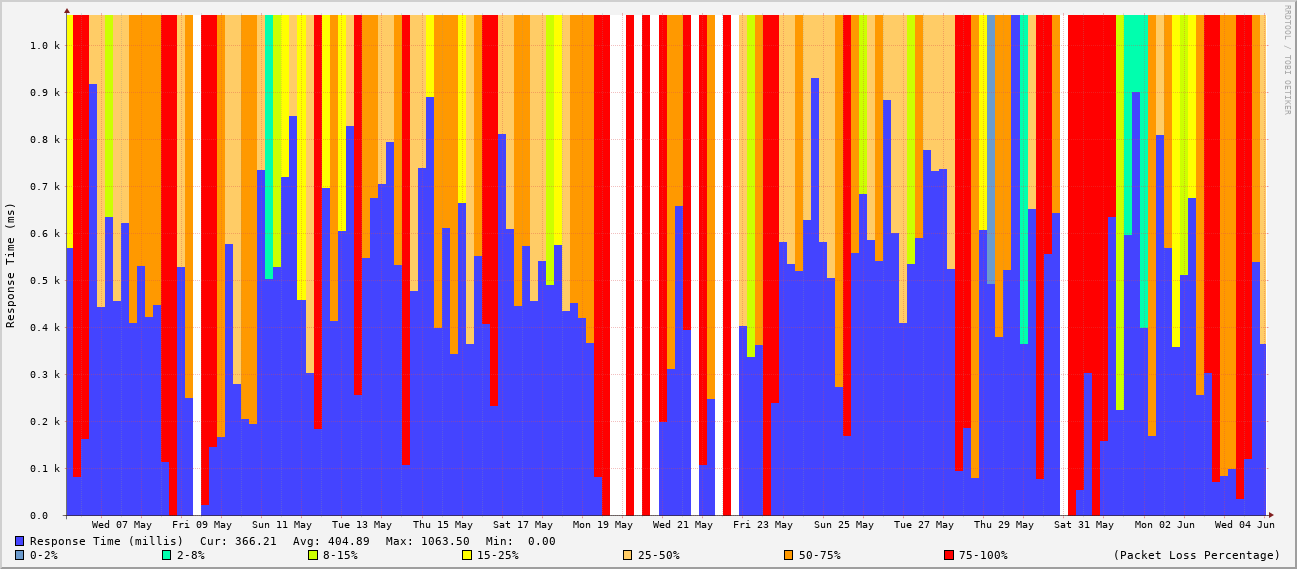 RRDTOOL / TOBI OETIKER
Response Time (ms)
1.0 k
0.9 k
0.8 k
0.7 k
0.6 k
0.5 k
0.4 k
0.3 k
0.2 k
0.1 k
0.0
Wed 07 May Fri 09 May Sun 11 May Tue 13 May Thu 15 May Sat 17 May Mon 19 May Wed 21 May Fri 23 May Sun 25 May Tue 27 May Thu 29 May Sat 31 May Mon 02 Jun Wed 04 Jun
Response Time (millis) Cur: 366.21 Avg: 404.89 Max: 1063.50 Min: 0.00
0-2% 2-8% 8-15% 15-25% 25-50% 50-75% 75-100% (Packet Loss Percentage)